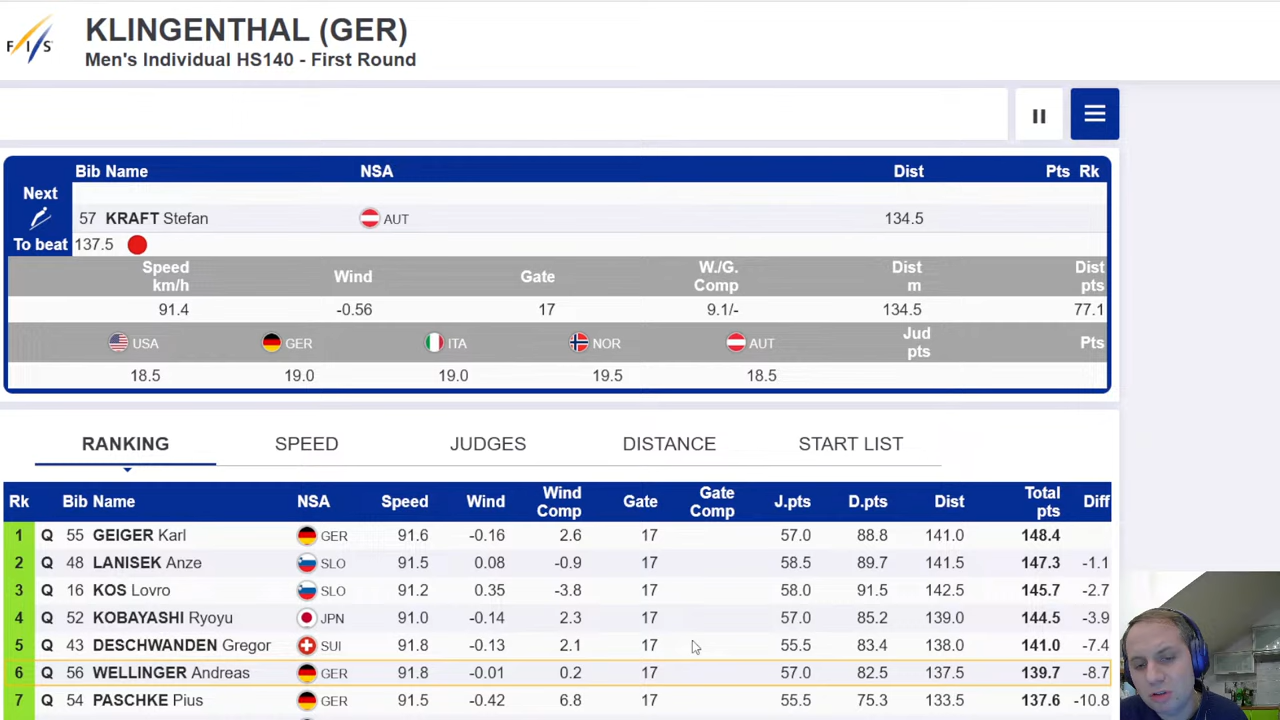 FIS
KLINGENTHAL (GER)
Men's Individual HS140 - First Round
Bib Name NSA Dist Pts Rk
Next
57 KRAFT Stefan AUT 134.5
To beat 137.5
Speed km/h Wind Gate W./G. Comp Dist m Dist pts
91.4 -0.56 17 9.1/- 134.5 77.1
USA GER ITA NOR AUT Jud pts Pts
18.5 19.0 19.0 19.5 18.5
RANKING SPEED JUDGES DISTANCE START LIST
Rk Bib Name NSA Speed Wind Wind Comp Gate Gate Comp J.pts D.pts Dist Total pts Diff
1 Q 55 GEIGER Karl GER 91.6 -0.16 2.6 17 57.0 88.8 141.0 148.4
2 Q 48 LANISEK Anze SLO 91.5 0.08 -0.9 17 58.5 89.7 141.5 147.3 -1.1
3 Q 16 KOS Lovro SLO 91.2 0.35 -3.8 17 58.0 91.5 142.5 145.7 -2.7
4 Q 52 KOBAYASHI Ryoyu JPN 91.0 -0.14 2.3 17 57.0 85.2 139.0 144.5 -3.9
5 Q 43 DESCHWANDEN Gregor SUI 91.8 -0.13 2.1 17 55.5 83.4 138.0 141.0 -7.4
6 Q 56 WELLINGER Andreas GER 91.8 -0.01 0.2 17 57.0 82.5 137.5 139.7 -8.7
7 Q 54 PASCHKE Pius GER 91.5 -0.42 6.8 17 55.5 75.3 133.5 137.6 -10.8